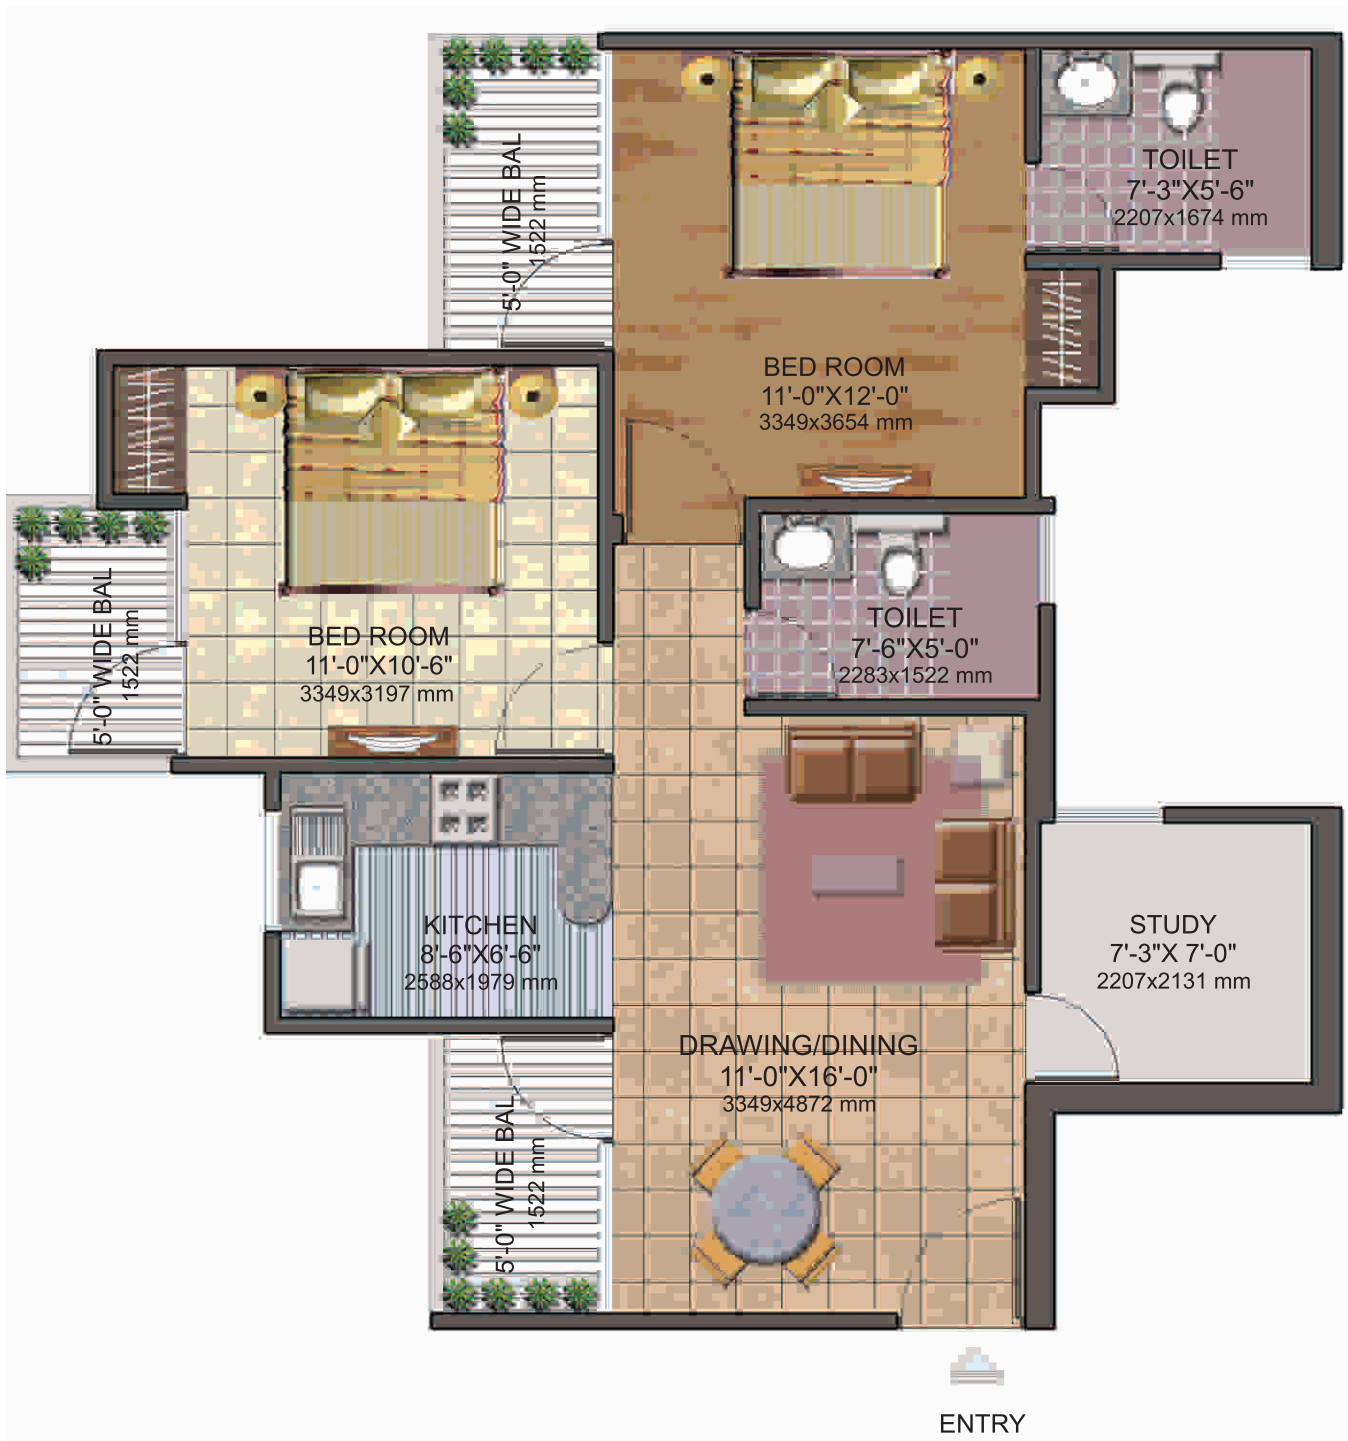 5'-0" WIDE BAL
1522 mm
TOILET
7'-3"X5'-6"
2207x1674 mm
BED ROOM
11'-0"X12'-0"
3349x3654 mm
5'-0" WIDE BAL
1522 mm
BED ROOM
11'-0"X10'-6"
3349x3197 mm
TOILET
7'-6"X5'-0"
2283x1522 mm
KITCHEN
8'-6"X6'-6"
2588x1979 mm
STUDY
7'-3"X 7'-0"
2207x2131 mm
DRAWING/DINING
11'-0"X16'-0"
3349x4872 mm
5'-0" WIDE BAL
1522 mm
ENTRY